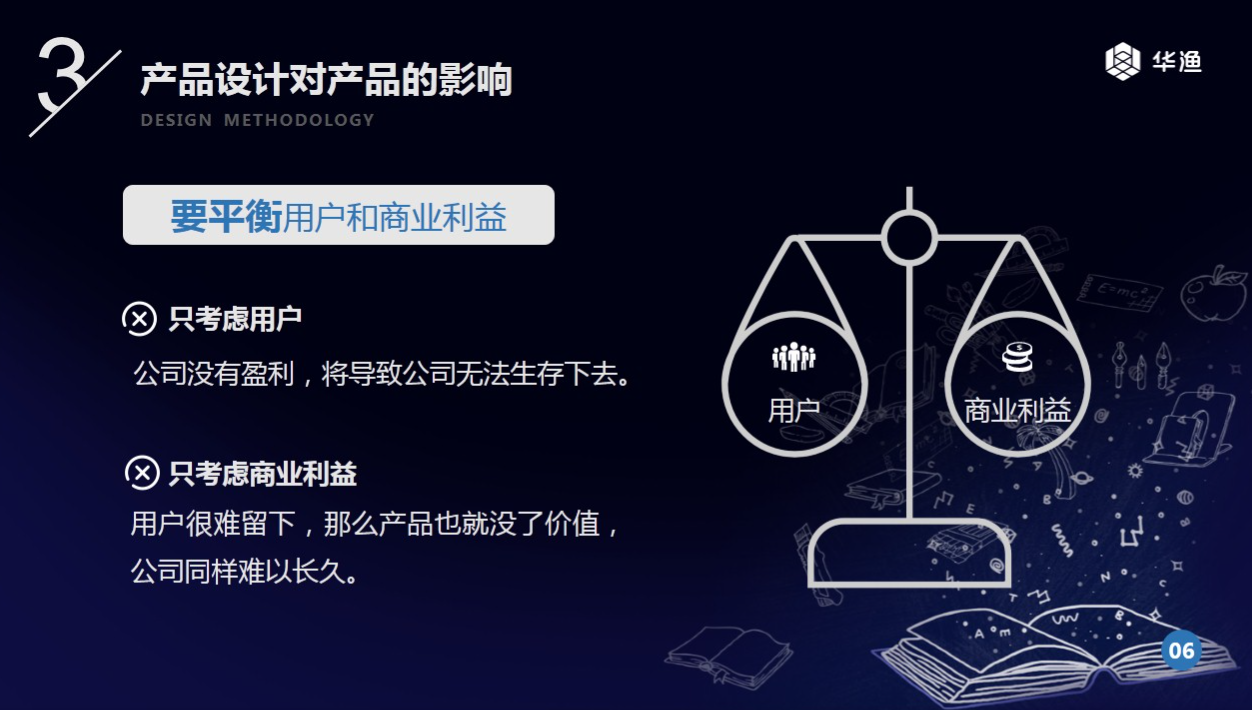 3
产品设计对产品的影响
DESIGN METHODOLOGY
华渔
要平衡用户和商业利益
只考虑用户
公司没有盈利，将导致公司无法生存下去。
只考虑商业利益
用户很难留下，那么产品也就没了价值，
公司同样难以长久。
用户
商业利益
E=mc²
A m
06